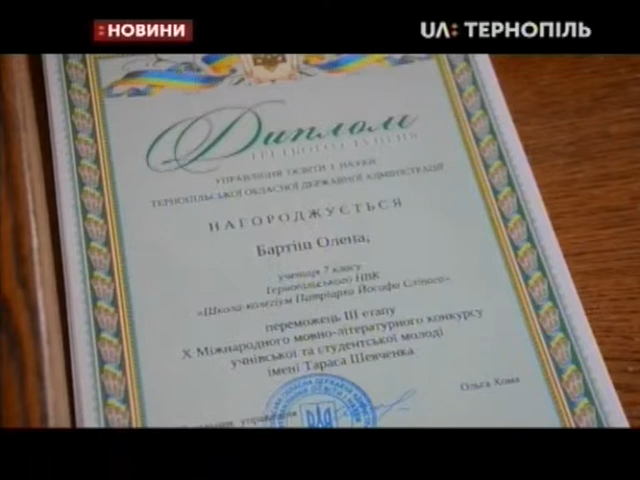 :НОВИНИ
UA: ТЕРНОПІЛЬ
Диплом
ТРЕТЬОГО СТУПЕНЯ
УПРАВЛІННЯ ОСВІТИ І НАУКИ
ТЕРНОПІЛЬСЬКОЇ ОБЛАСНОЇ ДЕРЖАВНОЇ АДМІНІСТРАЦІЇ
НАГОРОДЖУЄТЬСЯ
Бартіш Олена,
учениця 7 класу
Тернопільського НВК
«Школа-колегіум Патріарха Йосифа Сліпого»
переможець ІІІ етапу
Х Міжнародного мовно-літературного конкурсу
учнівської та студентської молоді
імені Тараса Шевченка
управління
Ольга Хома